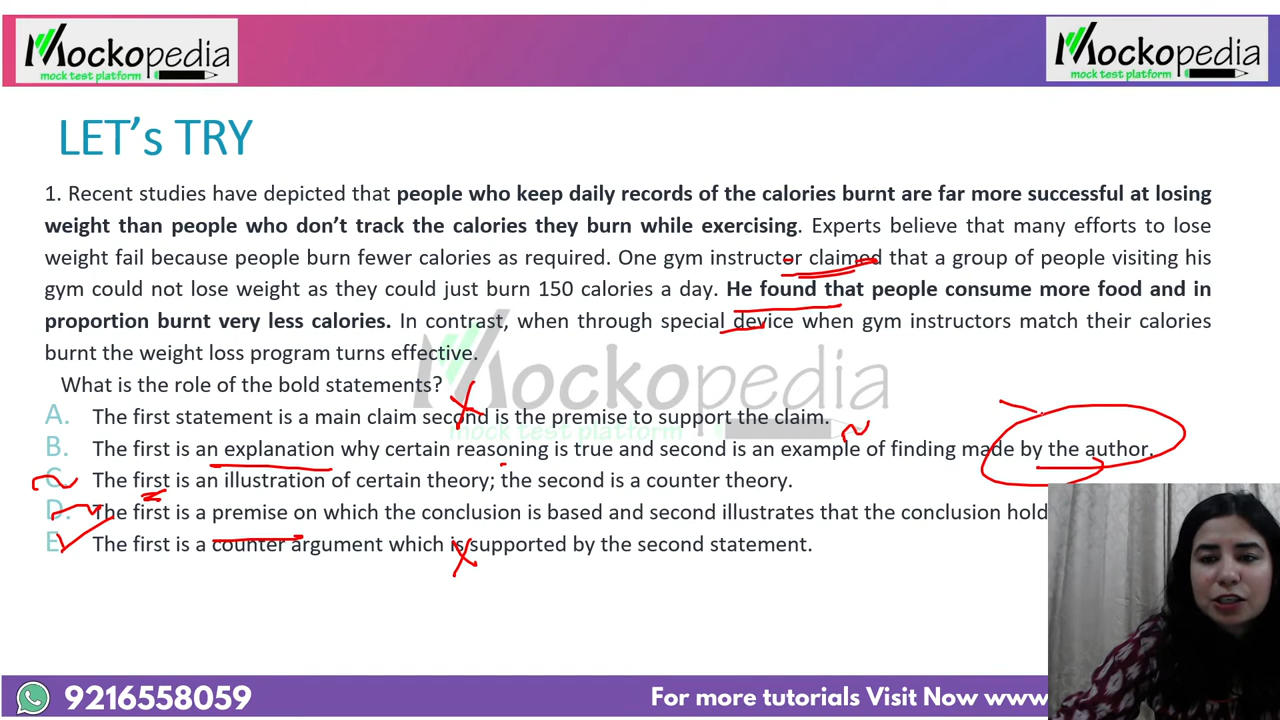 Mockopedia
mock test platform
Mockopedia
mock test platform
LET's TRY
1. Recent studies have depicted that people who keep daily records of the calories burnt are far more successful at losing
weight than people who don't track the calories they burn while exercising. Experts believe that many efforts to lose
weight fail because people burn fewer calories as required. One gym instructor claimed that a group of people visiting his
gym could not lose weight as they could just burn 150 calories a day. He found that people consume more food and in
proportion burnt very less calories. In contrast, when through special device when gym instructors match their calories
burnt the weight loss program turns effective.
What is the role of the bold statements?
A. The first statement is a main claim second is the premise to support the claim.
B. The first is an explanation why certain reasoning is true and second is an example of finding made by the author.
C. The first is an illustration of certain theory; the second is a counter theory.
D. The first is a premise on which the conclusion is based and second illustrates that the conclusion hold
E. The first is a counter argument which is supported by the second statement.
Mockopedia
mock test platform
9216558059
For more tutorials Visit Now www